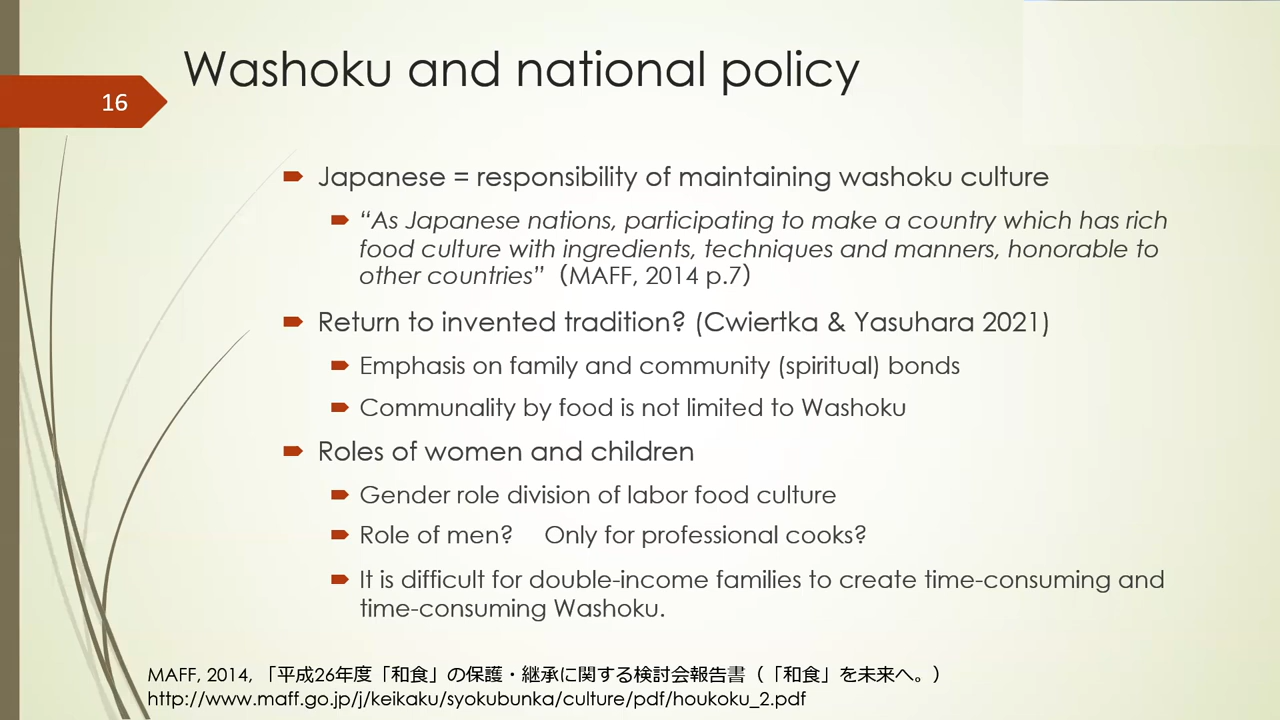 Washoku and national policy
16
Japanese = responsibility of maintaining washoku culture
“As Japanese nations, participating to make a country which has rich
food culture with ingredients, techniques and manners, honorable to
other countries”（MAFF, 2014 p.7）
Return to invented tradition? (Cwiertka & Yasuhara 2021)
Emphasis on family and community (spiritual) bonds
Communality by food is not limited to Washoku
Roles of women and children
Gender role division of labor food culture
Role of men?　Only for professional cooks?
It is difficult for double-income families to create time-consuming and
time-consuming Washoku.
MAFF, 2014, 「平成26年度「和食」の保護・継承に関する検討会報告書（「和食」を未来へ。）
http://www.maff.go.jp/j/keikaku/syokubunka/culture/pdf/houkoku_2.pdf